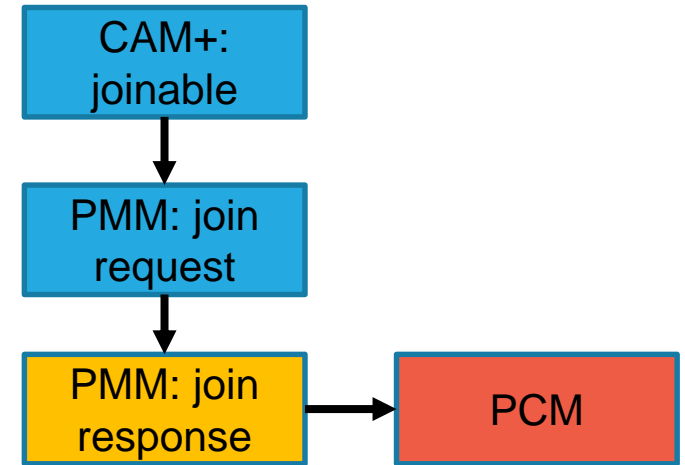 CAM+:
joinable
PMM: join
request
PMM: join
response
PCM